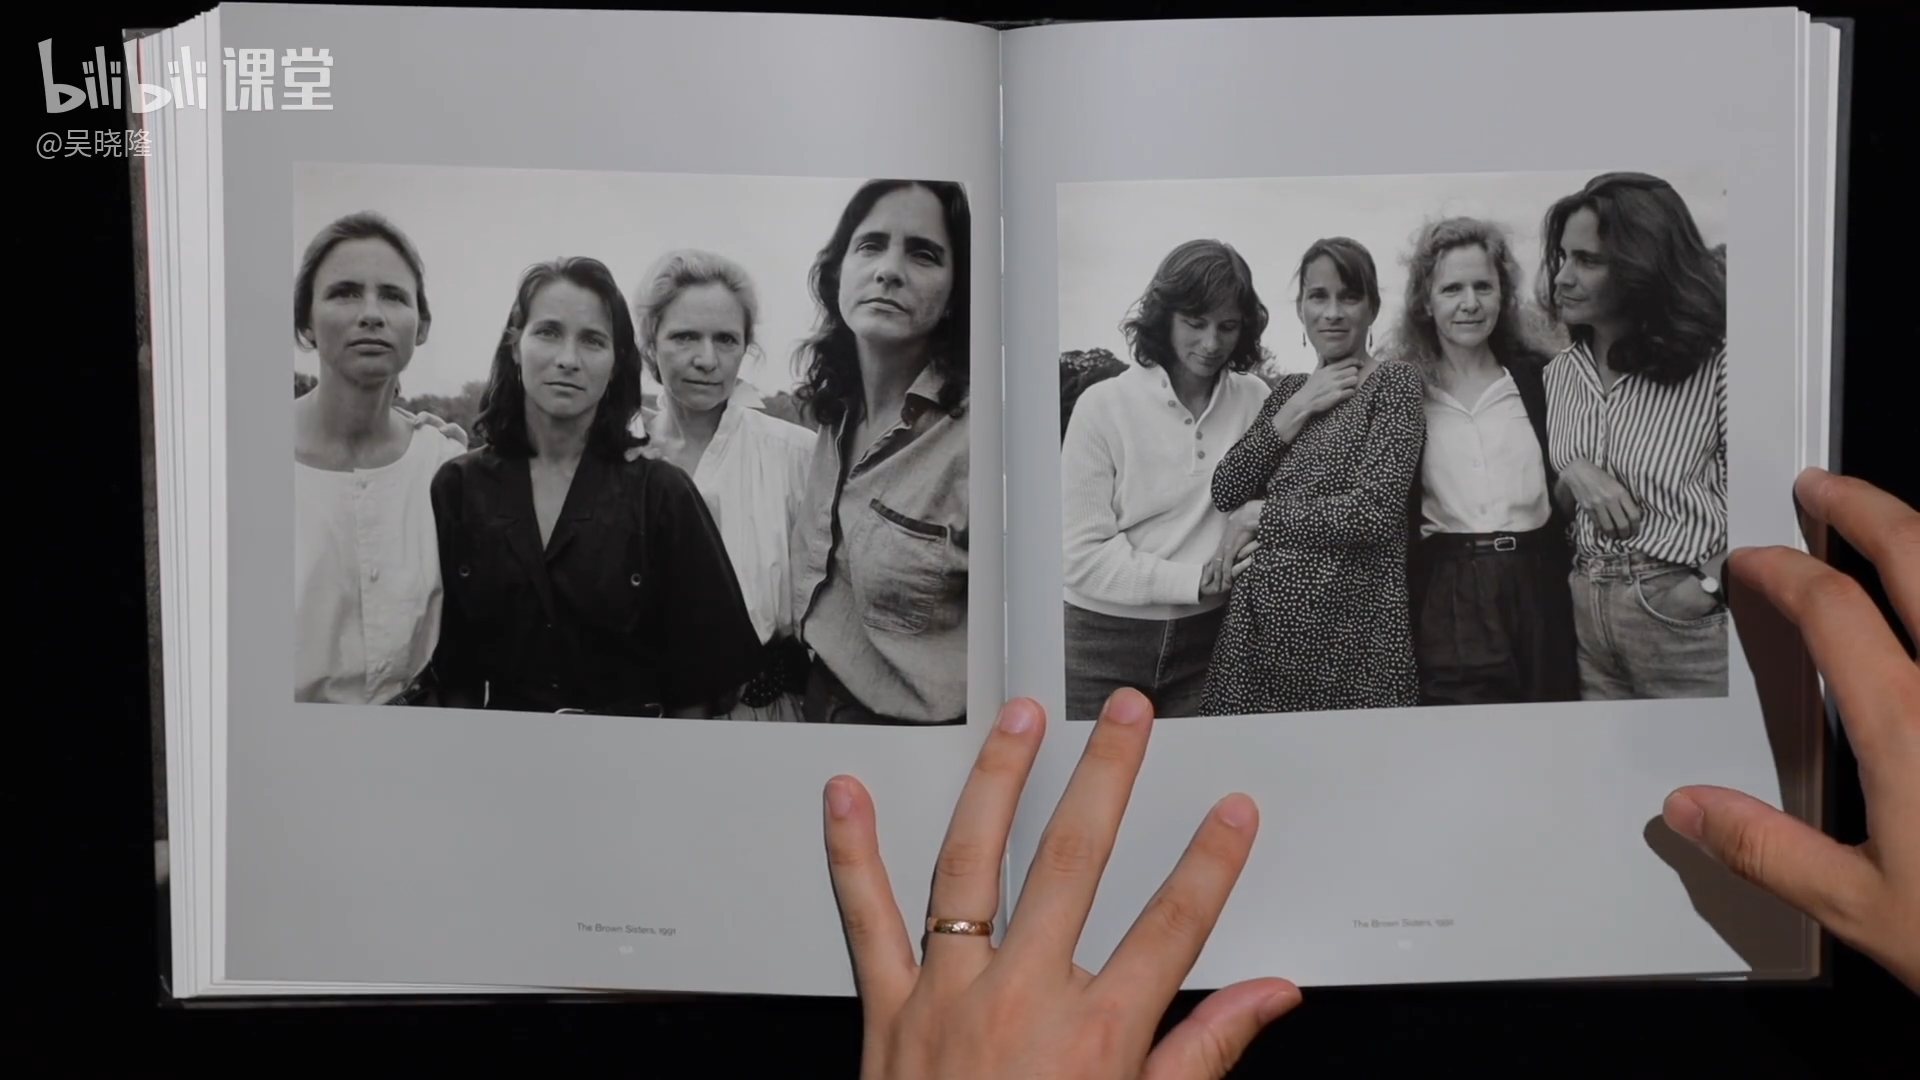 bilibili 课堂
@吴晓隆
The Brown Sisters, 1991
The Brown Sisters, 1992